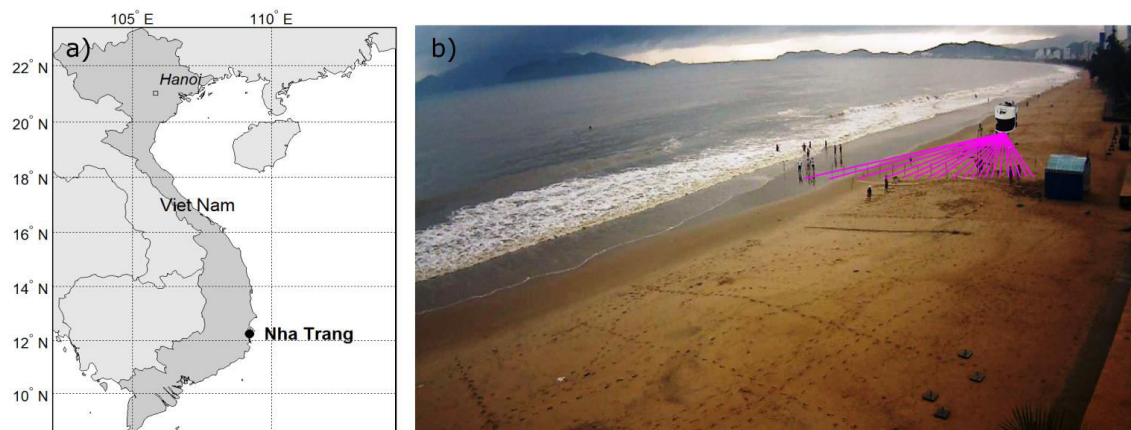 105° E
110° E
a)
22° N
Hanoi
20° N
18° N
Viet Nam
16° N
14° N
Nha Trang
12° N
10° N
b)